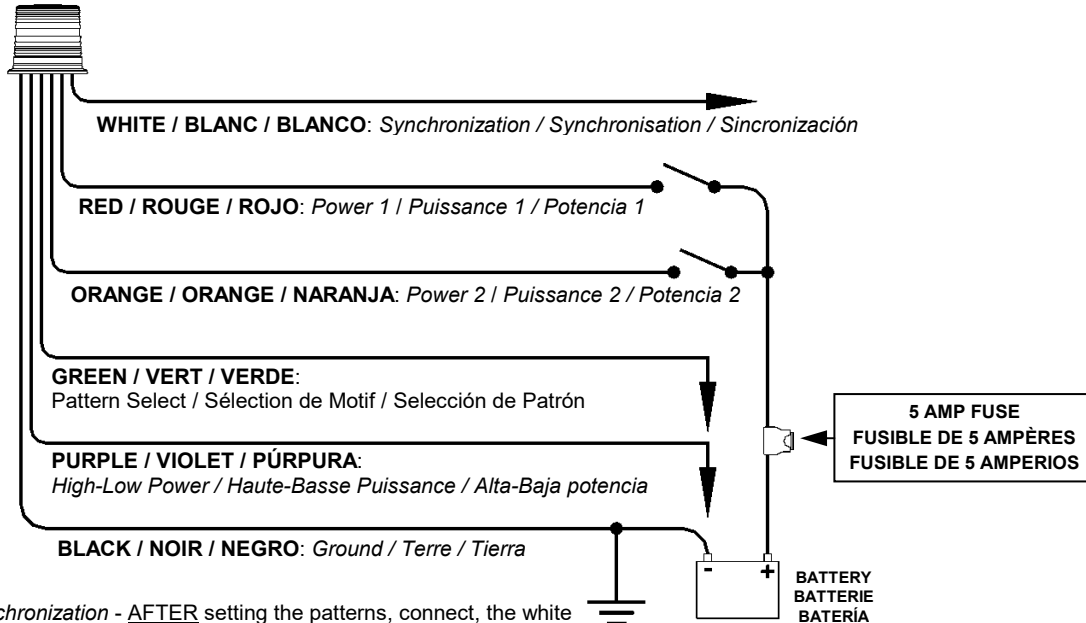 WHITE / BLANC / BLANCO: Synchronization / Synchronisation / Sincronización
RED / ROUGE / ROJO: Power 1 / Puissance 1 / Potencia 1
ORANGE / ORANGE / NARANJA: Power 2 / Puissance 2 / Potencia 2
GREEN / VERT / VERDE:
Pattern Select / Sélection de Motif / Selección de Patrón
5 AMP FUSE
FUSIBLE DE 5 AMPÈRES
FUSIBLE DE 5 AMPERIOS
PURPLE / VIOLET / PÚRPURA:
High-Low Power / Haute-Basse Puissance / Alta-Baja potencia
BLACK / NOIR / NEGRO: Ground / Terre / Tierra
- +
BATTERY
BATTERIE
BATERÍA
chronization - AFTER setting the patterns, connect, the white